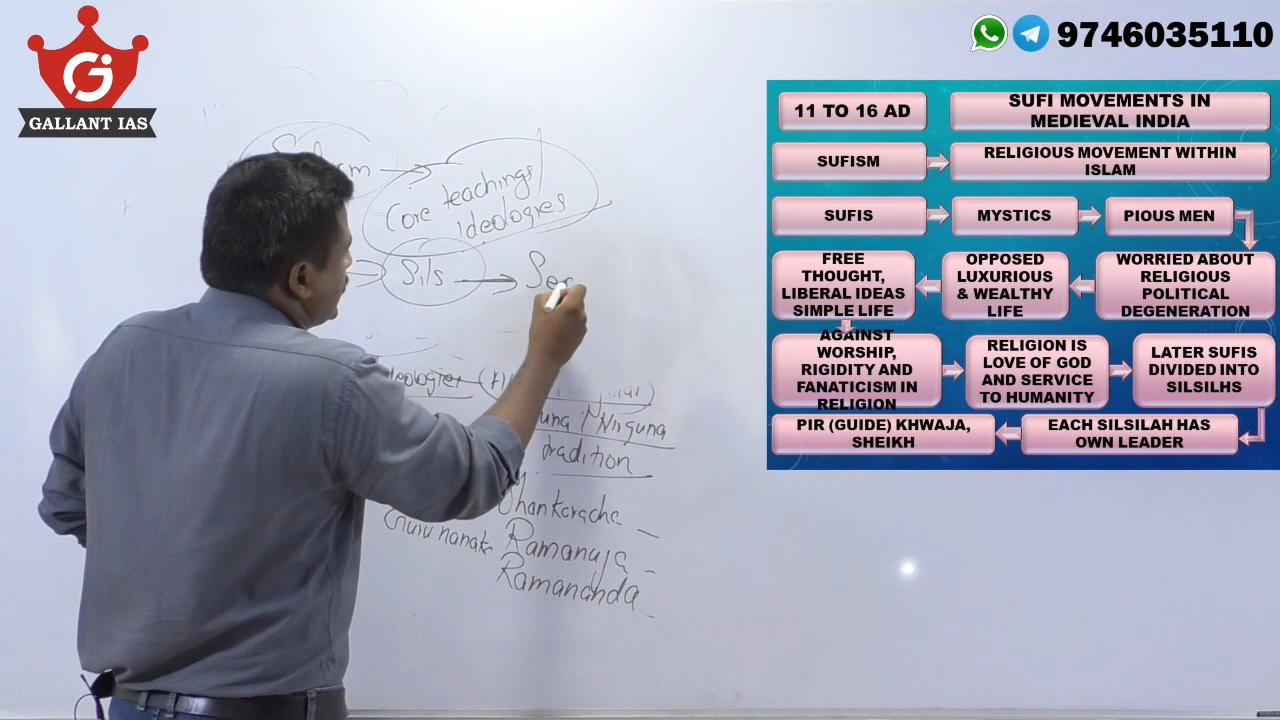 GALLANT IAS
9746035110
11 TO 16 AD
SUFI MOVEMENTS IN
MEDIEVAL INDIA
SUFISM
RELIGIOUS MOVEMENT WITHIN
ISLAM
SUFIS
MYSTICS
PIOUS MEN
WORRIED ABOUT
RELIGIOUS
POLITICAL
DEGENERATION
OPPOSED
LUXURIOUS
& WEALTHY
LIFE
FREE
THOUGHT,
LIBERAL IDEAS
SIMPLE LIFE
AGAINST
WORSHIP,
RIGIDITY AND
FANATICISM IN
RELIGION
RELIGION IS
LOVE OF GOD
AND SERVICE
TO HUMANITY
LATER SUFIS
DIVIDED INTO
SILSILHS
EACH SILSILAH HAS
OWN LEADER
PIR (GUIDE) KHWAJA,
SHEIKH
Core teachings/
Ideologies
Sils
Nirguna
tradition
Guru nanak
Ramanuja
Ramananda